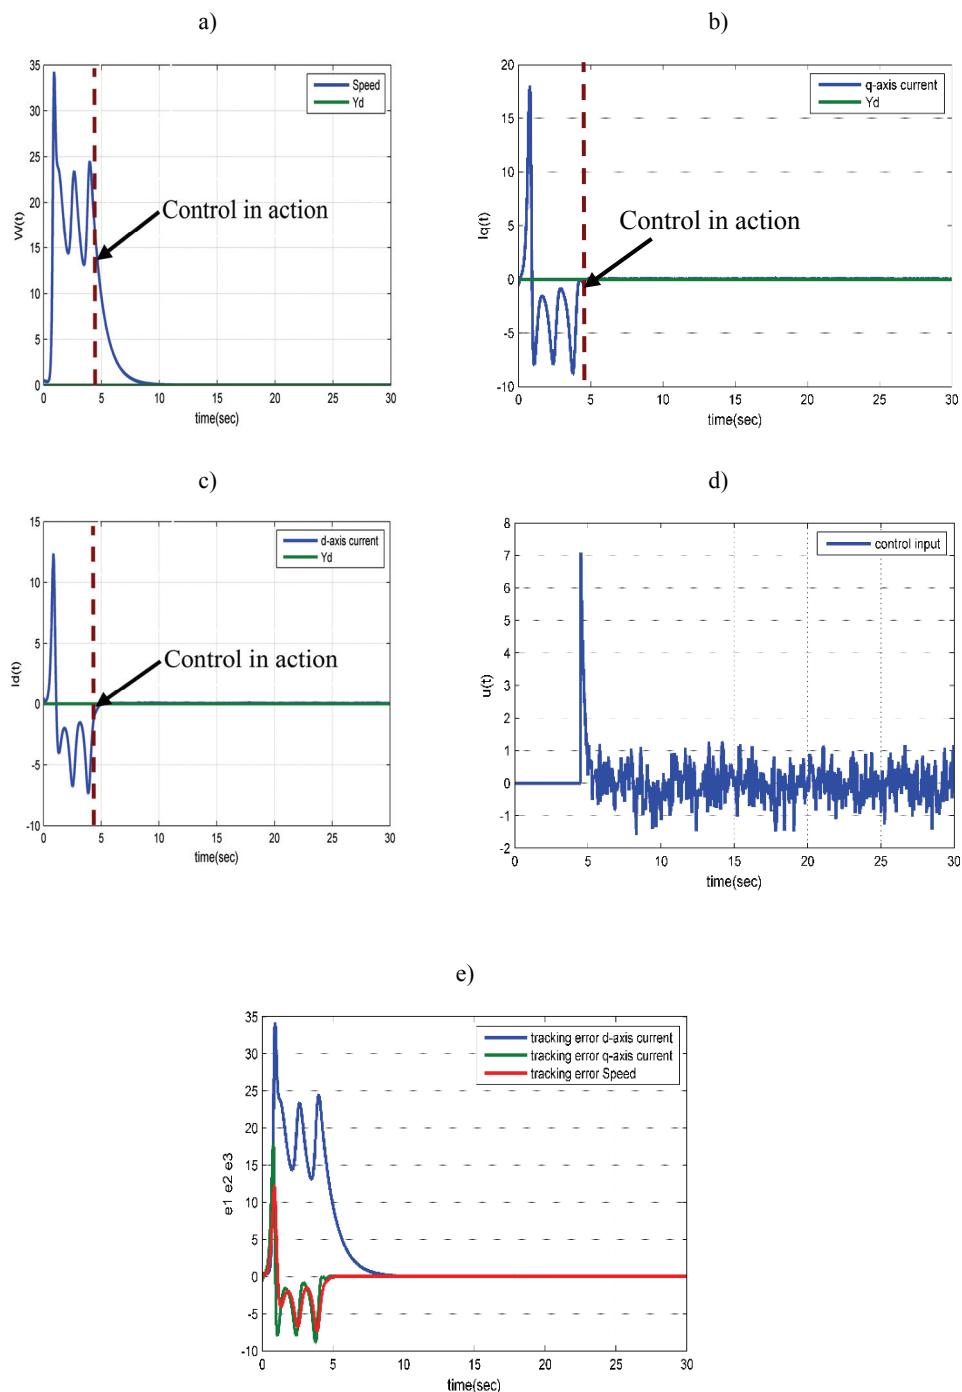 a)
35
30
25
20
15
10
5
0
W(t)
Speed
Yd
Control in action
0 5 10 15 20 25 30
time(sec)
b)
20
15
10
5
0
-5
-10
Iq(t)
q-axis current
Yd
Control in action
0 5 10 15 20 25 30
time(sec)
c)
15
10
5
0
-5
-10
Id(t)
d-axis current
Yd
Control in action
0 5 10 15 20 25 30
time(sec)
d)
8
7
6
5
4
3
2
1
0
-1
-2
u(t)
control input
0 5 10 15 20 25 30
time(sec)
e)
35
30
25
20
15
10
5
0
-5
-10
e1 e2 e3
tracking error d-axis current
tracking error q-axis current
tracking error Speed
0 5 10 15 20 25 30
time(sec)